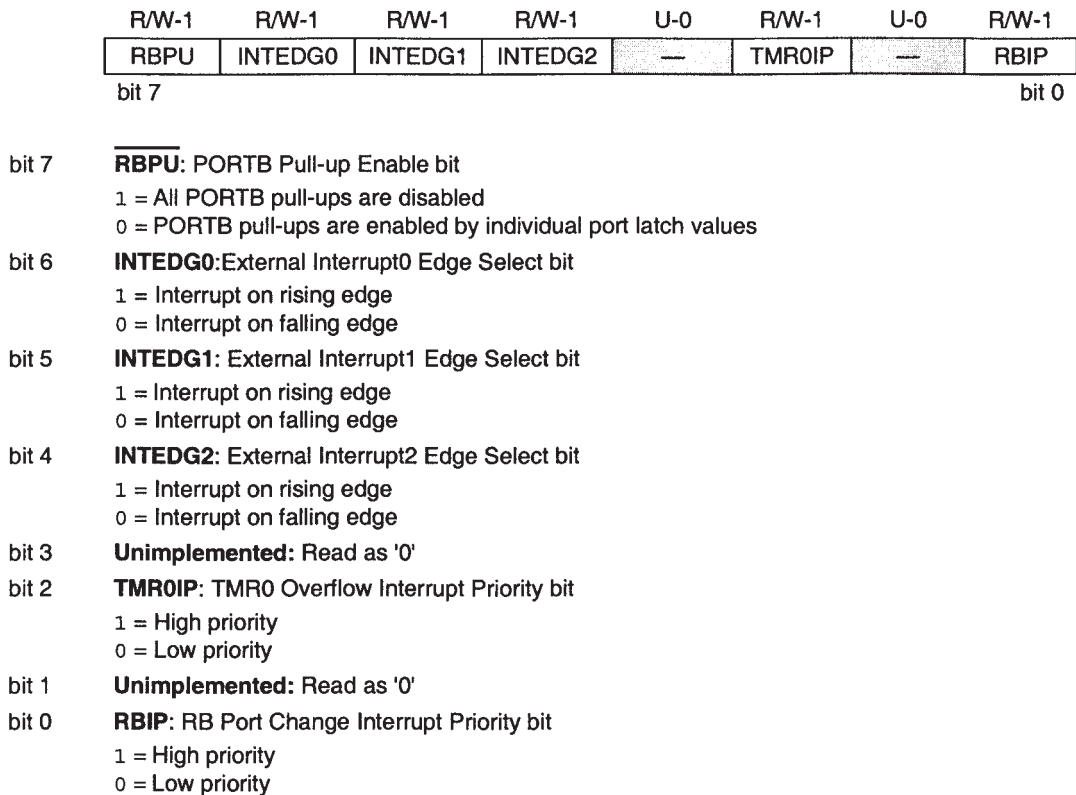 R/W-1 R/W-1 R/W-1 R/W-1 U-0 R/W-1 U-0 R/W-1
RBPU INTEDG0 INTEDG1 INTEDG2 — TMR0IP — RBIP
bit 7 bit 0
bit 7 RBPU: PORTB Pull-up Enable bit
1 = All PORTB pull-ups are disabled
0 = PORTB pull-ups are enabled by individual port latch values
bit 6 INTEDG0:External Interrupt0 Edge Select bit
1 = Interrupt on rising edge
0 = Interrupt on falling edge
bit 5 INTEDG1: External Interrupt1 Edge Select bit
1 = Interrupt on rising edge
0 = Interrupt on falling edge
bit 4 INTEDG2: External Interrupt2 Edge Select bit
1 = Interrupt on rising edge
0 = Interrupt on falling edge
bit 3 Unimplemented: Read as '0'
bit 2 TMR0IP: TMR0 Overflow Interrupt Priority bit
1 = High priority
0 = Low priority
bit 1 Unimplemented: Read as '0'
bit 0 RBIP: RB Port Change Interrupt Priority bit
1 = High priority
0 = Low priority